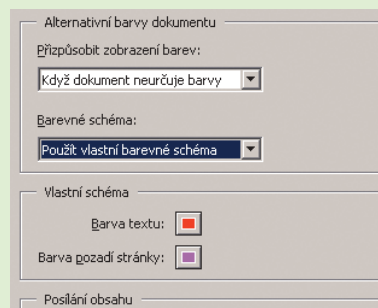 Alternativní barvy dokumentu
Přizpůsobit zobrazení barev:
Když dokument neurčuje barvy
Barevné schéma:
Použít vlastní barevné schéma
Vlastní schéma
Barva textu:
Barva pozadí stránky:
Posílání obsahu